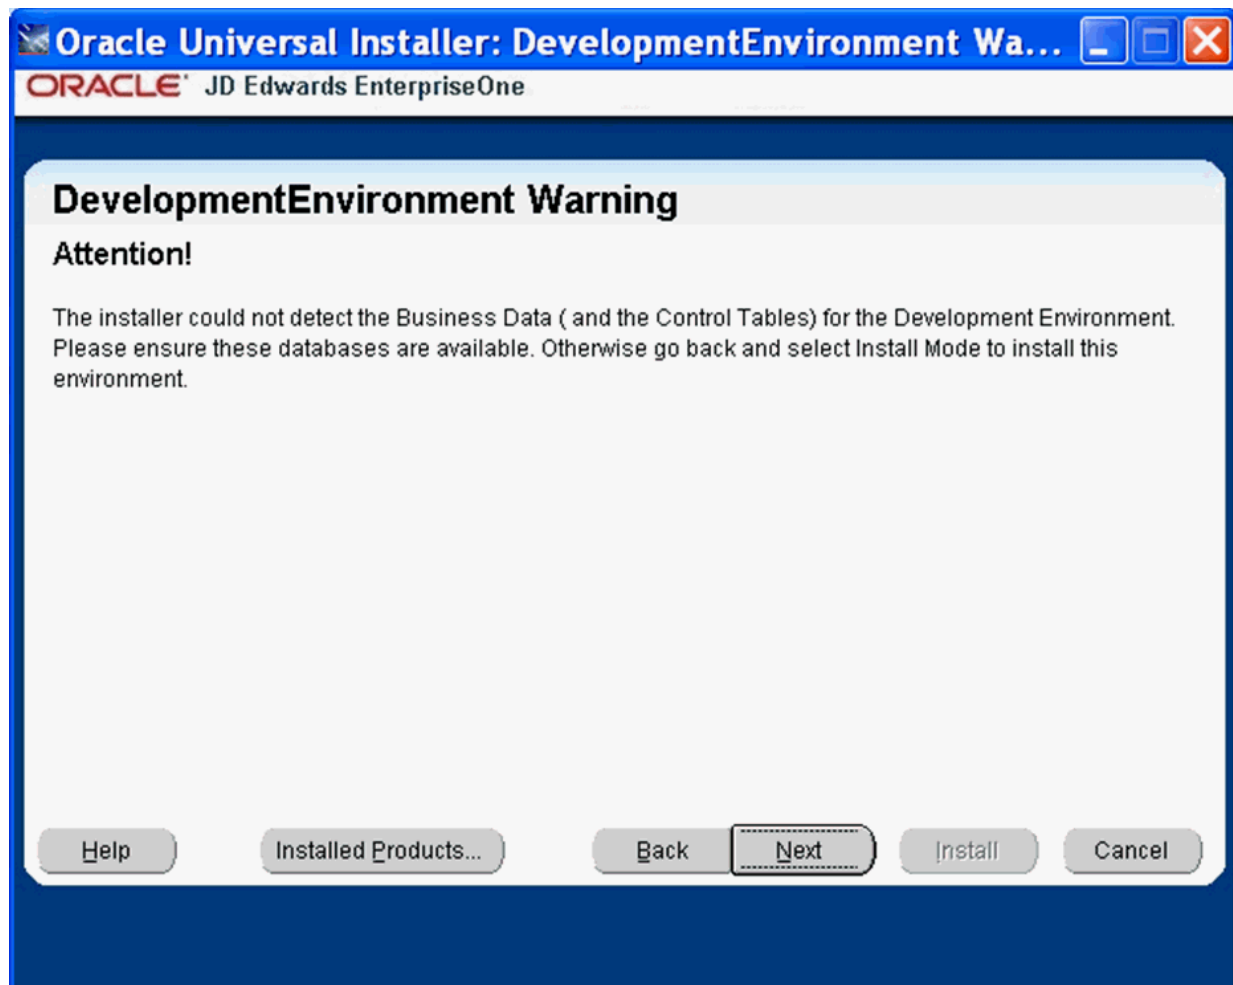 Oracle Universal Installer: DevelopmentEnvironment Wa...
ORACLE JD Edwards EnterpriseOne
DevelopmentEnvironment Warning
Attention!
The installer could not detect the Business Data ( and the Control Tables) for the Development Environment.
Please ensure these databases are available. Otherwise go back and select Install Mode to install this
environment.
Help Installed Products... Back Next Install Cancel